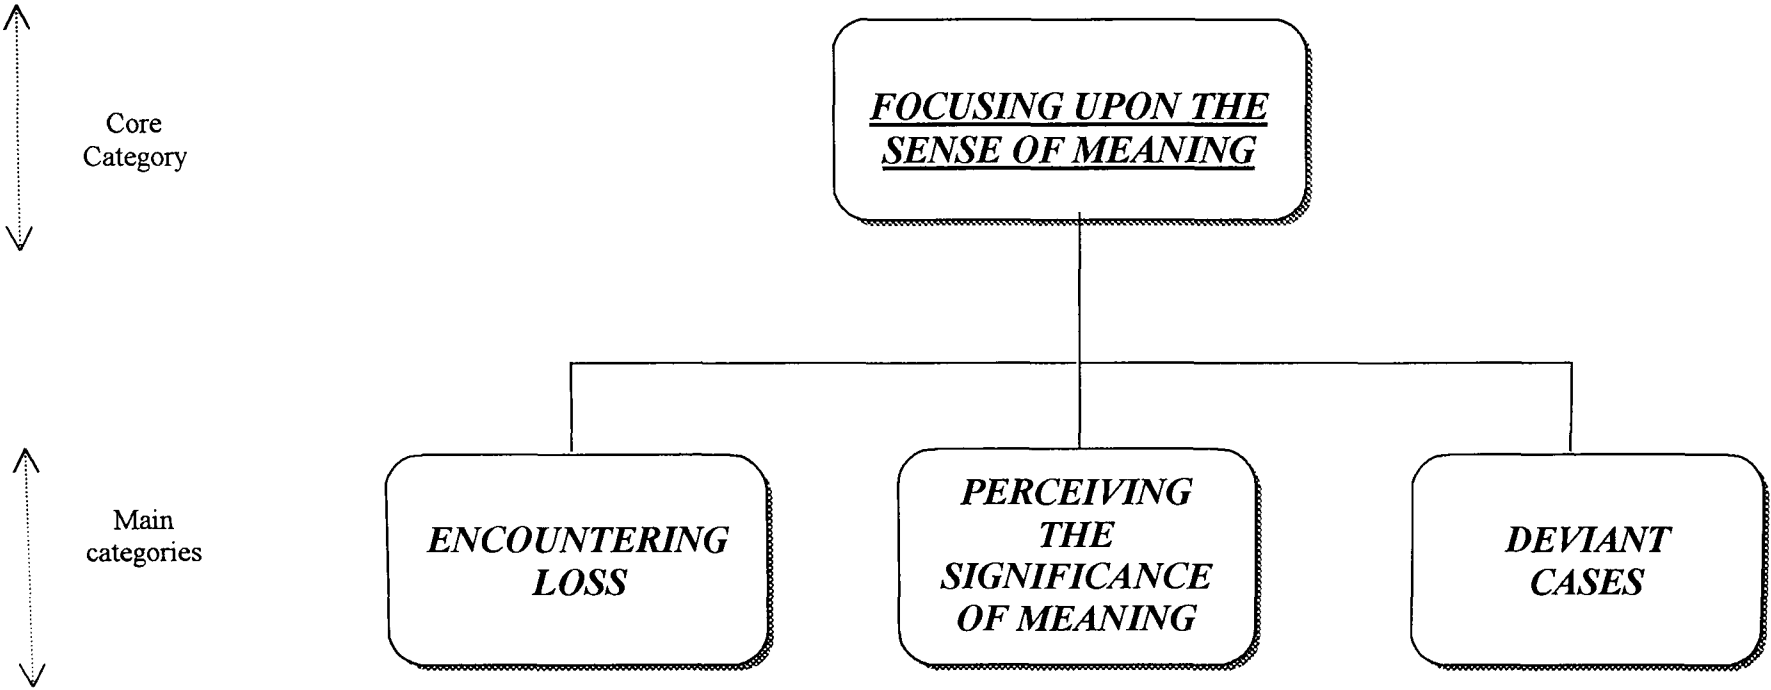 Core
Category
FOCUSING UPON THE
SENSE OF MEANING
Main
categories
ENCOUNTERING
LOSS
PERCEIVING
THE
SIGNIFICANCE
OF MEANING
DEVIANT
CASES